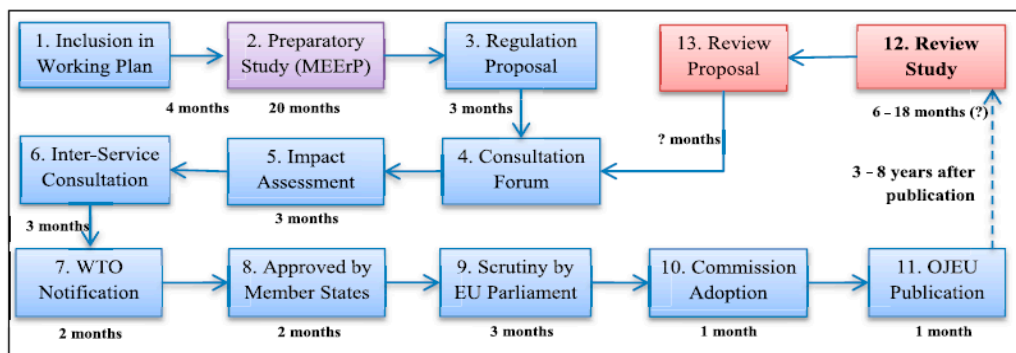 1. Inclusion in
Working Plan
2. Preparatory
Study (MEErP)
3. Regulation
Proposal
13. Review
Proposal
12. Review
Study
4 months
20 months
3 months
? months
6 – 18 months (?)
6. Inter-Service
Consultation
5. Impact
Assessment
4. Consultation
Forum
3 – 8 years after
publication
3 months
3 months
7. WTO
Notification
8. Approved by
Member States
9. Scrutiny by
EU Parliament
10. Commission
Adoption
11. OJEU
Publication
2 months
2 months
3 months
1 month
1 month